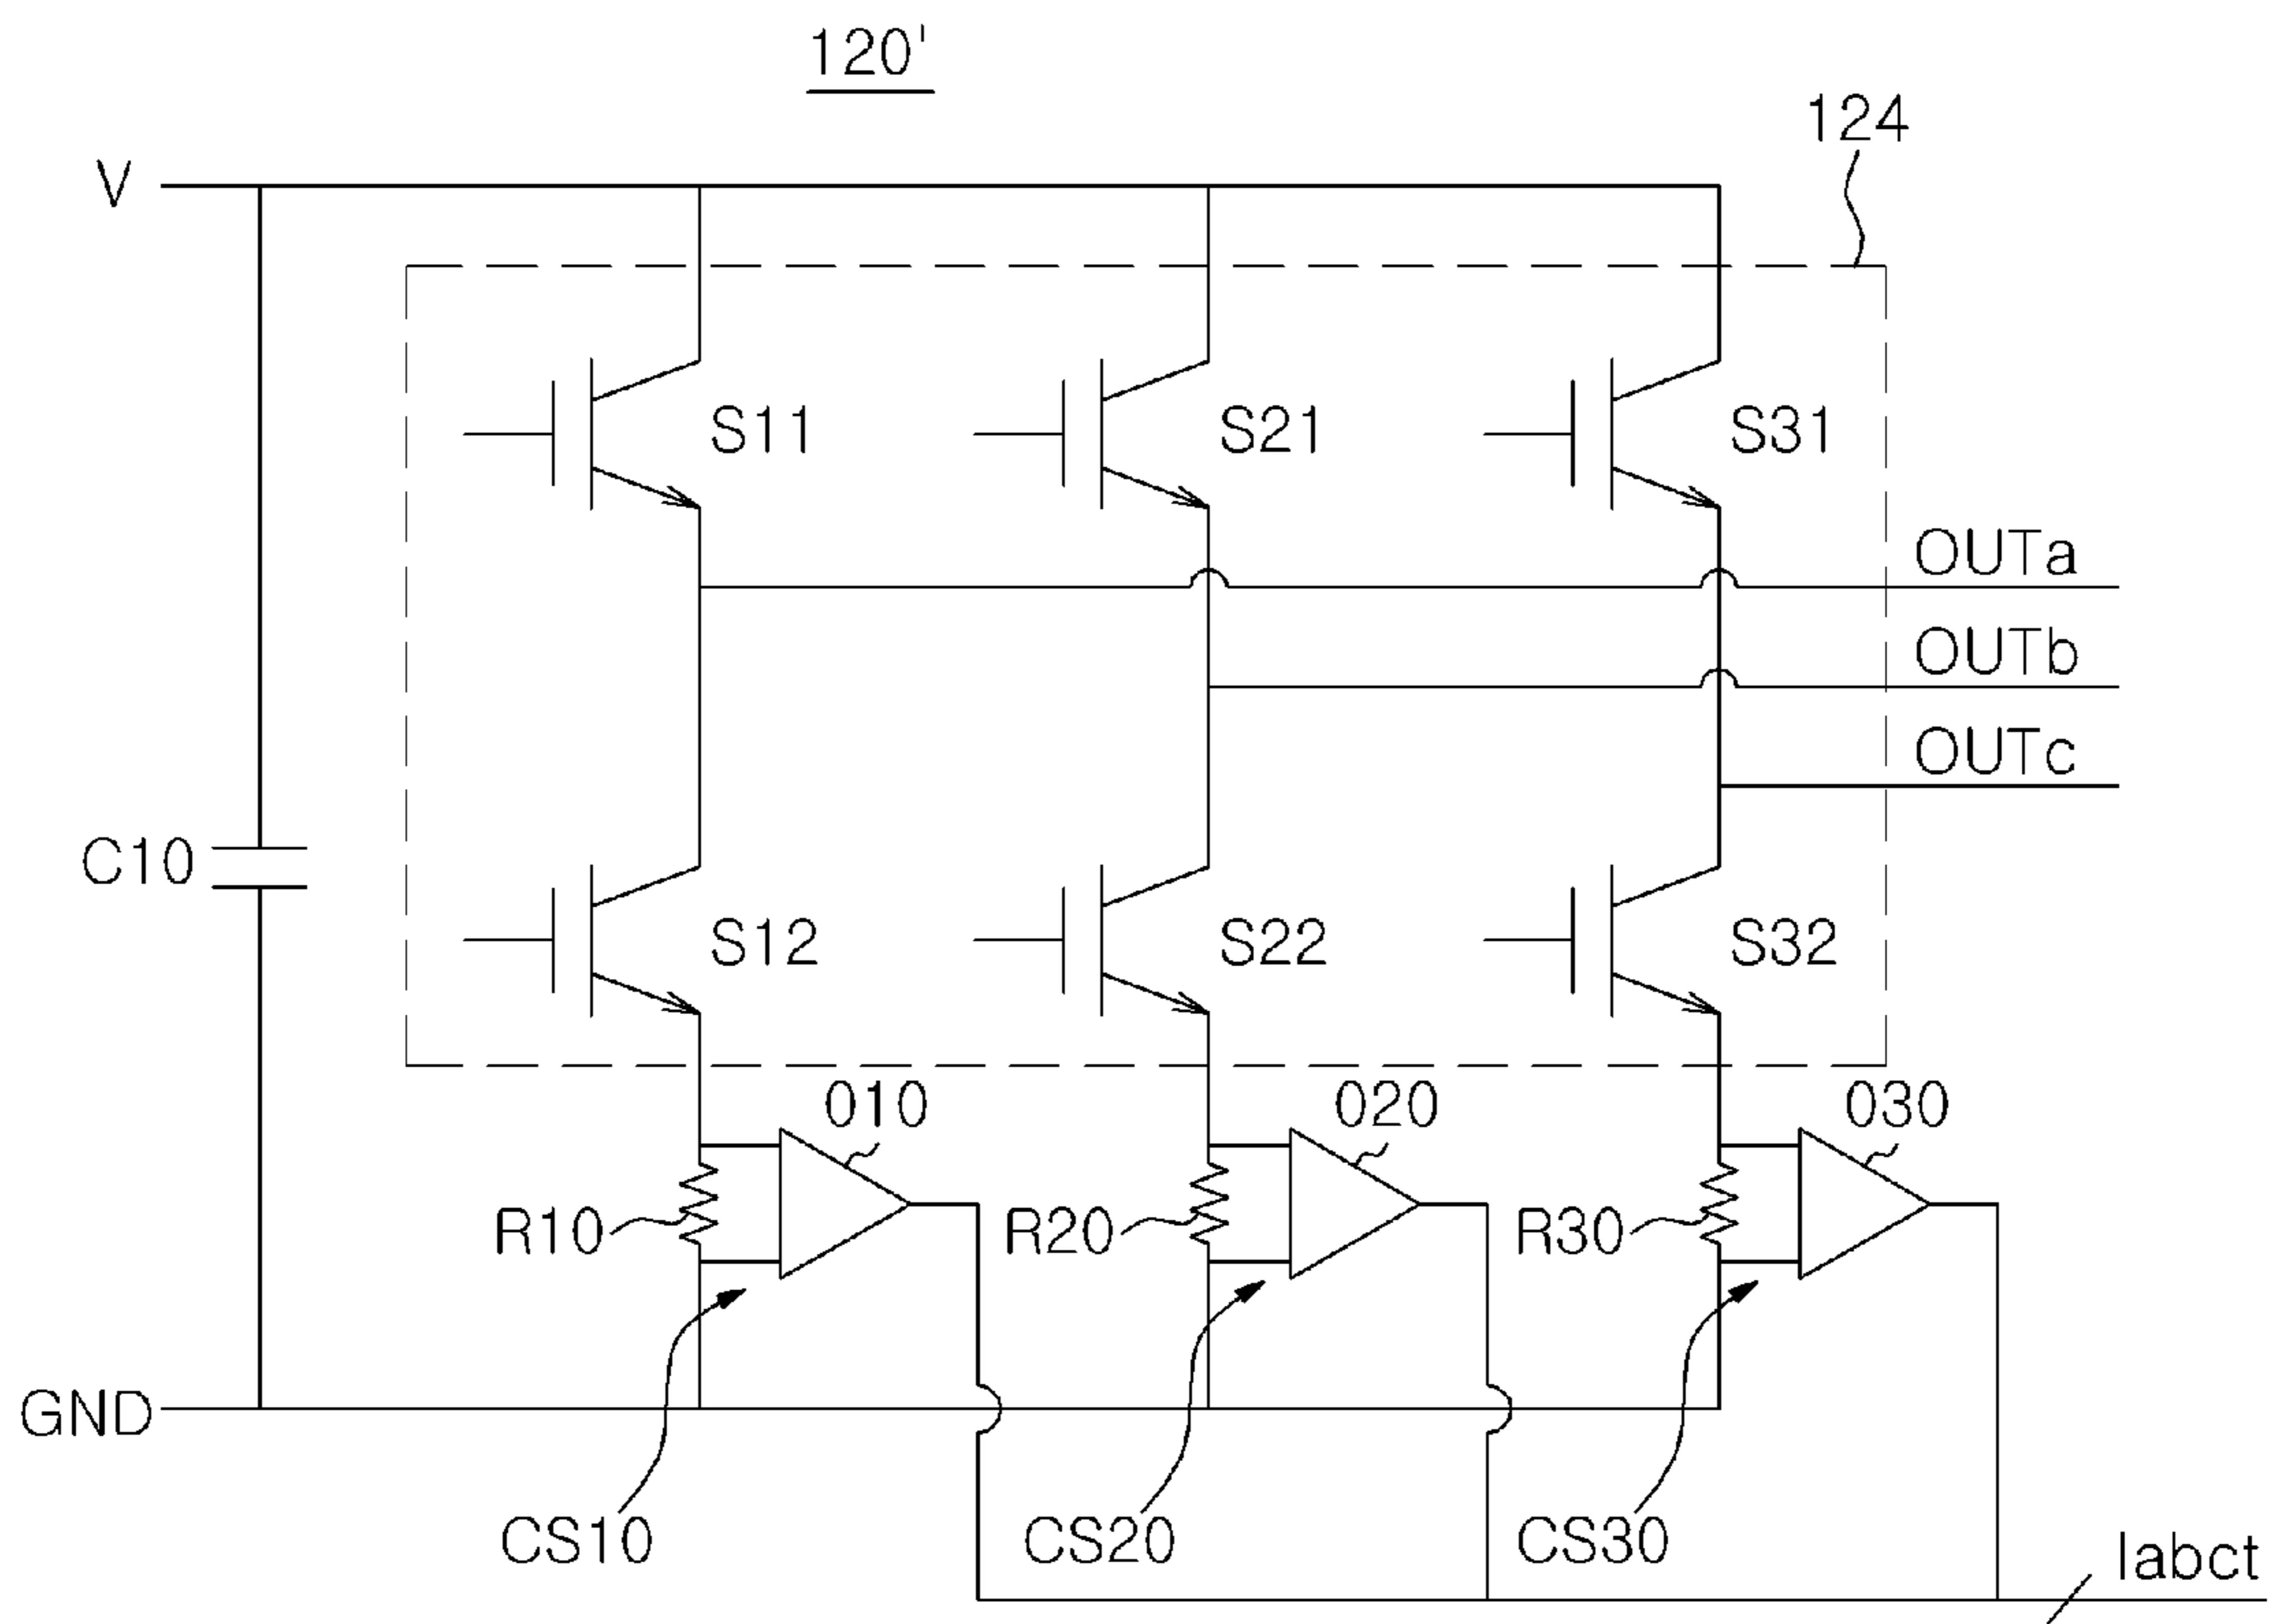 120'
124
V
S11
S21
S31
OUTa
OUTb
OUTc
C10
S12
S22
S32
010
020
030
R10
R20
R30
GND
CS10
CS20
CS30
Iabct